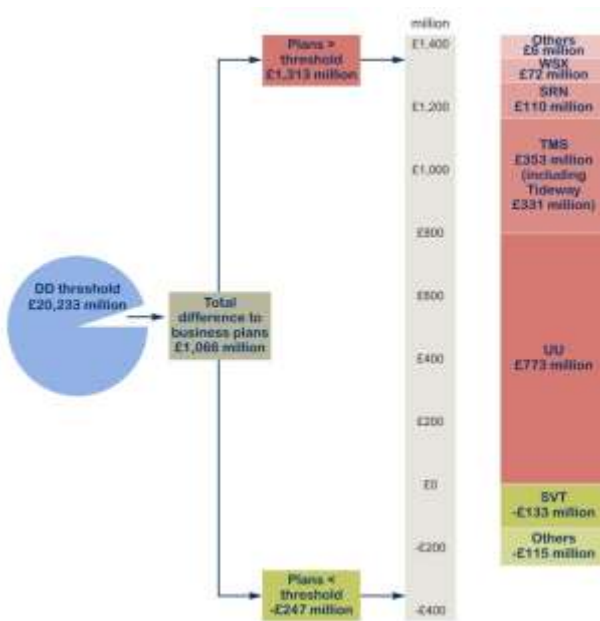 million
Plans >
threshold
£1,313 million
£1,400
£1,200
£1,000
£800
£600
£400
£200
£0
-£200
-£400
Others
£6 million
WSX
£72 million
SRN
£110 million
TMS
£353 million
(including
Tideway
£331 million)
UU
£773 million
SVT
-£133 million
Others
-£115 million
DD threshold
£20,233 million
Total
difference to
business plans
£1,066 million
Plans <
threshold
-£247 million